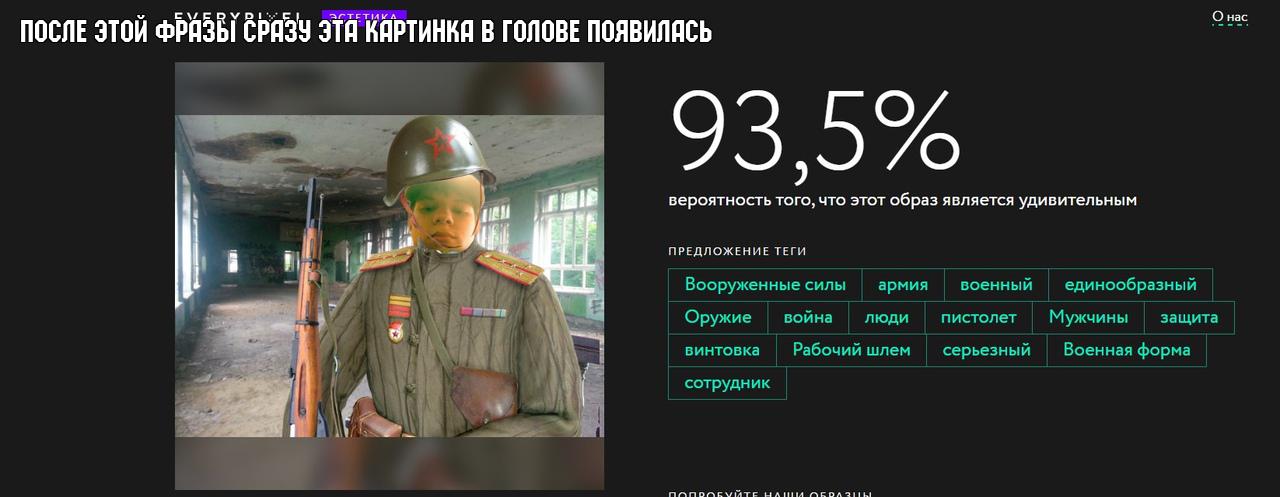 EVERYPIXEL ЭСТЕТИКА
О нас
ПОСЛЕ ЭТОЙ ФРАЗЫ СРАЗУ ЭТА КАРТИНКА В ГОЛОВЕ ПОЯВИЛАСЬ
93,5%
вероятность того, что этот образ является удивительным
ПРЕДЛОЖЕНИЕ ТЕГИ
Вооруженные силы армия военный единообразный
Оружие война люди пистолет Мужчины защита
винтовка Рабочий шлем серьезный Военная форма
сотрудник
ПОПРОБУЙТЕ НАШИ ОБРАЗЦЫ